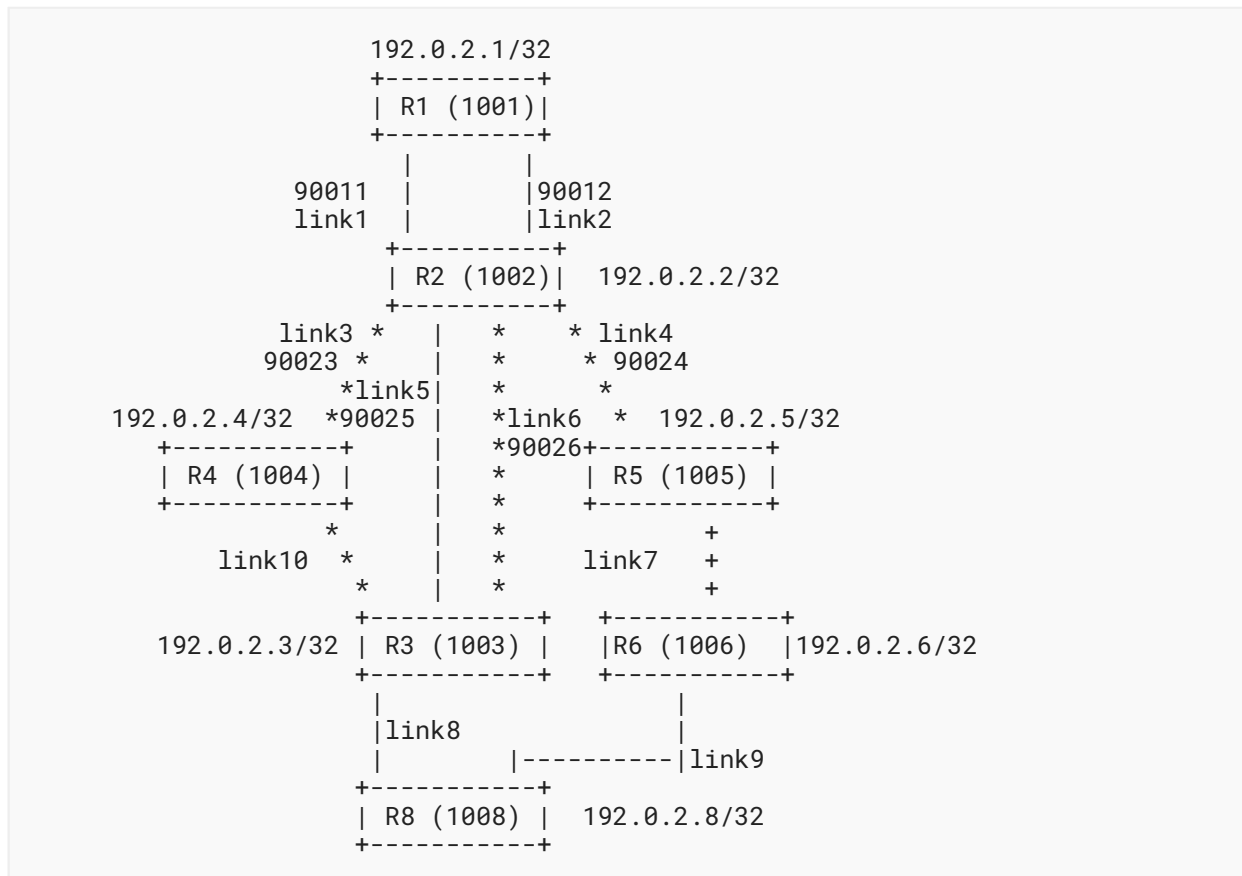 192.0.2.1/32
+----------+
| R1 (1001)|
+----------+
|       |
90011  |       |90012
link1  |       |link2
+----------+
| R2 (1002)|  192.0.2.2/32
+----------+
link3 *   |   *    * link4
90023 *    |   *     * 90024
*link5|   *      *
192.0.2.4/32  *90025 |   *link6  *  192.0.2.5/32
+-----------+     |   *90026+-----------+
| R4 (1004) |     |   *     | R5 (1005) |
+-----------+     |   *     +-----------+
*      |   *             +
link10  *     |   *     link7   +
*    |   *             +
+-----------+   +-----------+
192.0.2.3/32 | R3 (1003) |   |R6 (1006)  |192.0.2.6/32
+-----------+   +-----------+
|                   |
|link8              |
|        |----------|link9
+-----------+
| R8 (1008) |  192.0.2.8/32
+-----------+